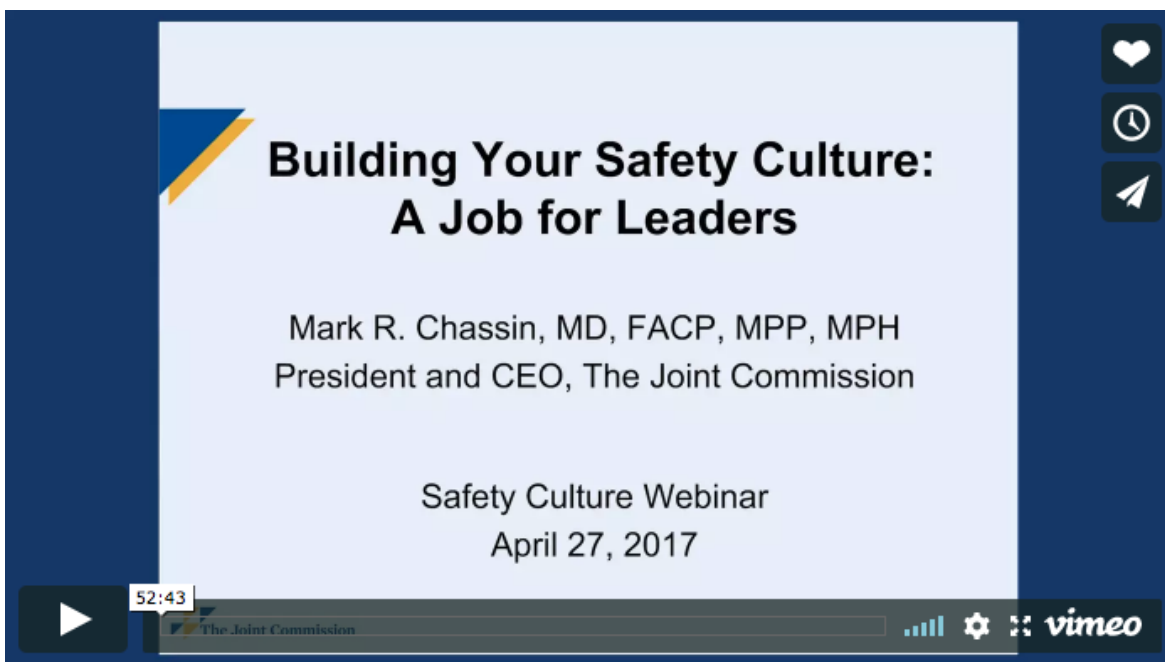 Building Your Safety Culture:
A Job for Leaders
Mark R. Chassin, MD, FACP, MPP, MPH
President and CEO, The Joint Commission
Safety Culture Webinar
April 27, 2017
52:43
The Joint Commission
vimeo